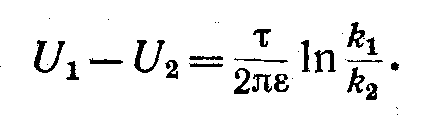 U₁ — U₂ = τ/2πε ln k₁/k₂.